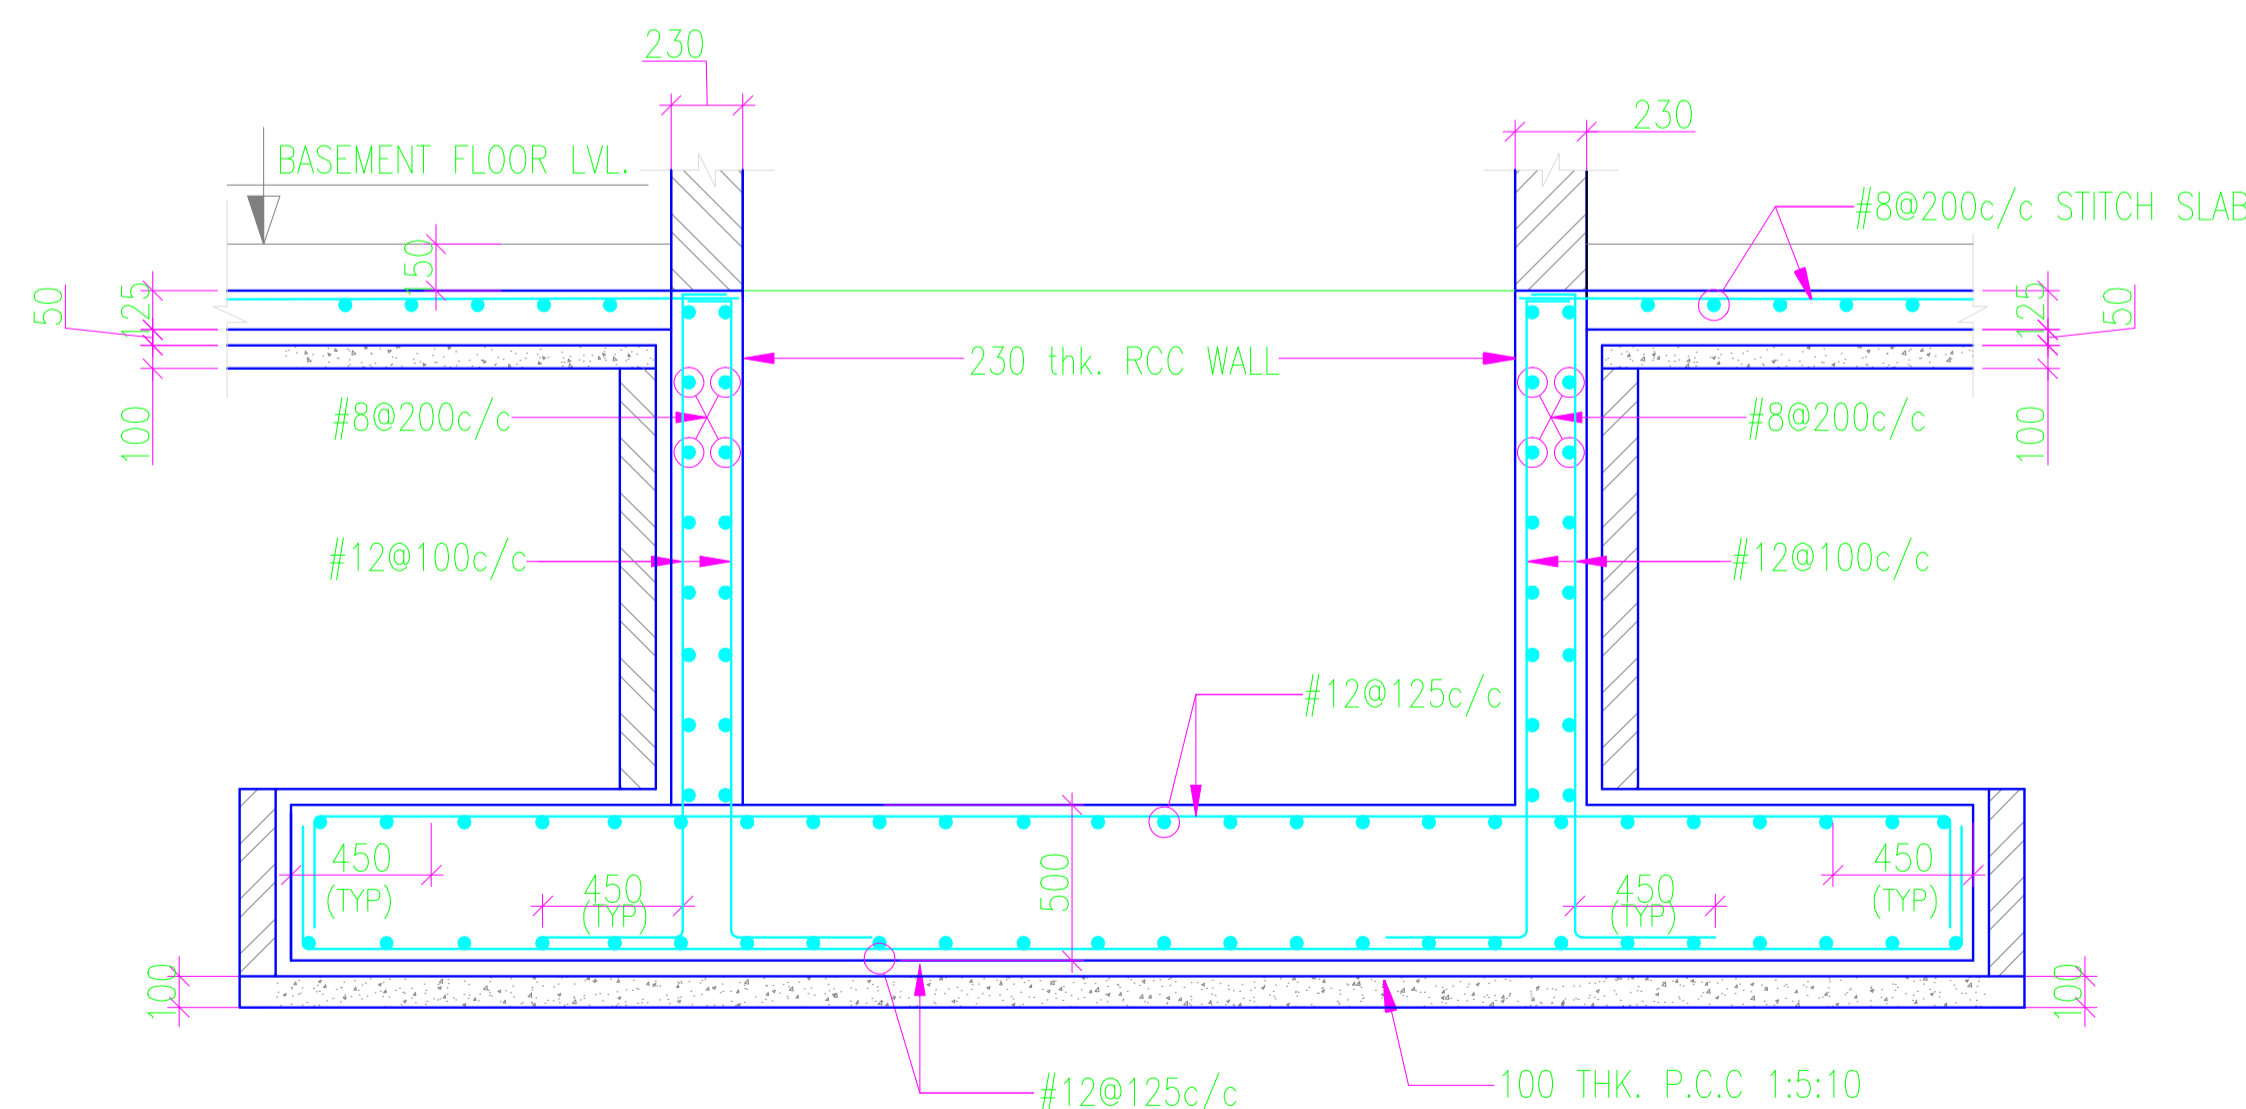 230
230
BASEMENT FLOOR LVL.
#8@200c/c STITCH SLAB
150
50
125
125
50
230 thk. RCC WALL
100
#8@200c/c
#8@200c/c
100
#12@100c/c
#12@100c/c
#12@125c/c
450
(TYP)
450
(TYP)
500
450
(TYP)
450
(TYP)
100
100
#12@125c/c
100 THK. P.C.C 1:5:10